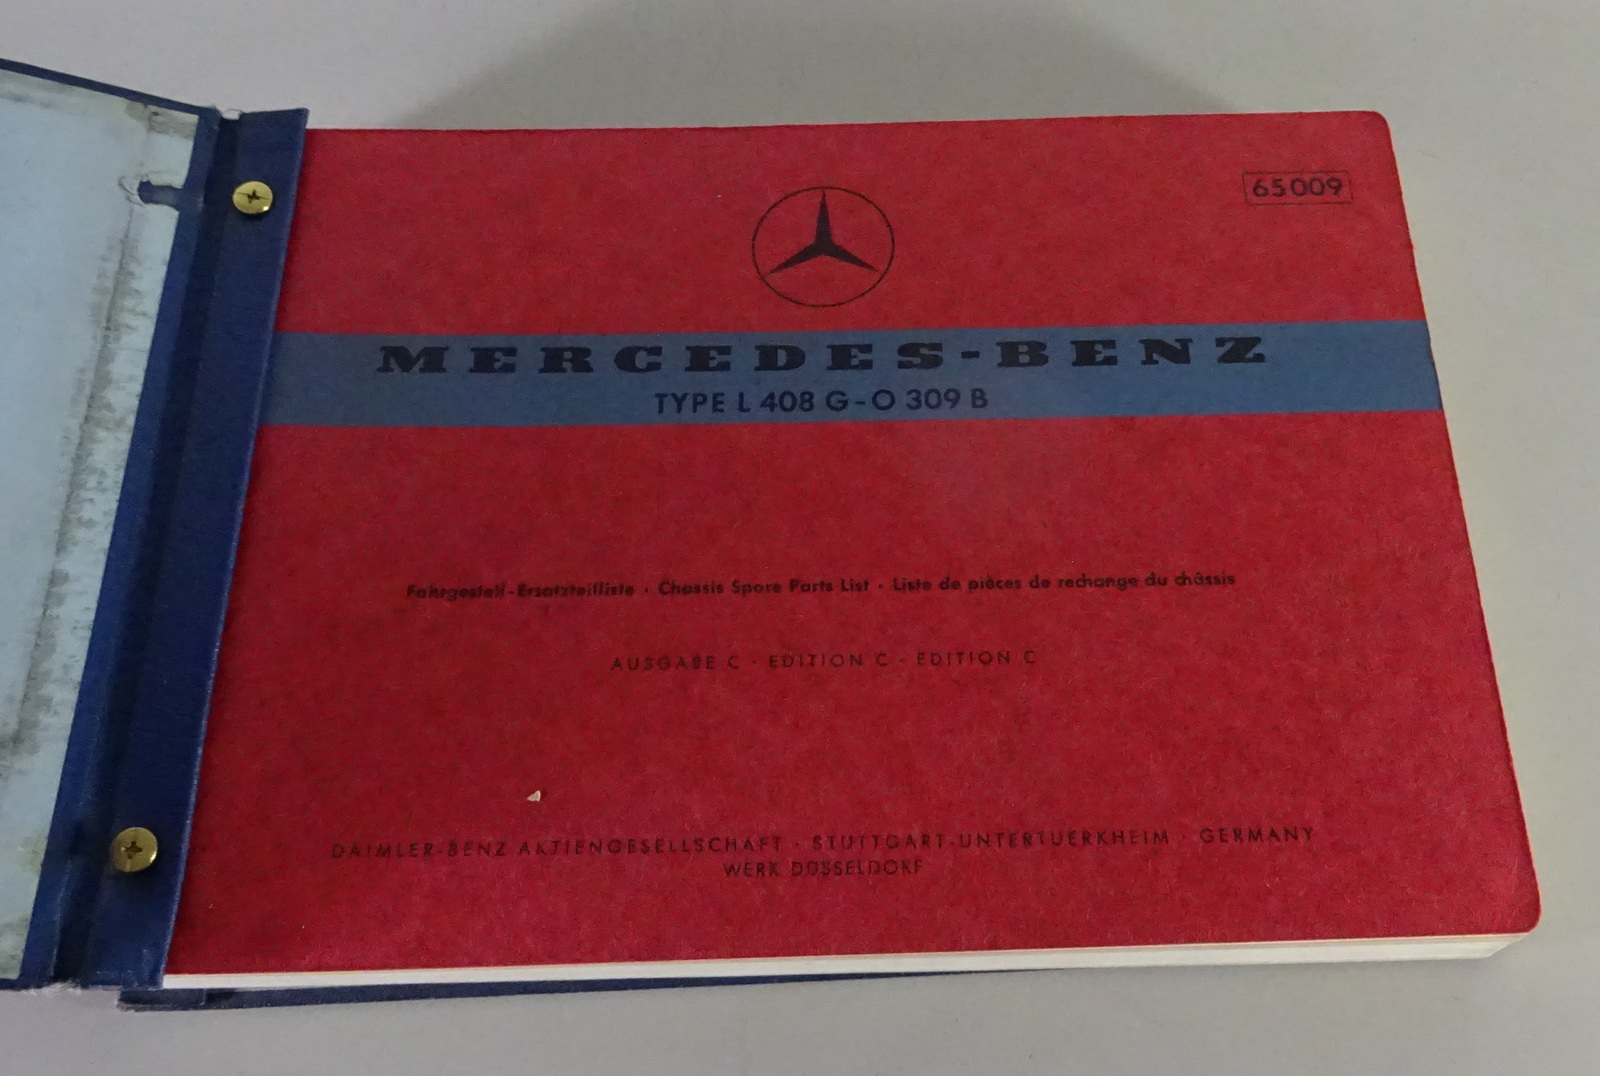 65009
MERCEDES-BENZ
TYPE L 408 G-O 309 B
Fahrgestell-Ersatzteilliste · Chassis Spare Parts List · Liste de pièces de rechange du châssis
AUSGABE C · EDITION C · EDITION C
DAIMLER-BENZ AKTIENGESELLSCHAFT · STUTTGART-UNTERTUERKHEIM · GERMANY
WERK DÜSSELDORF